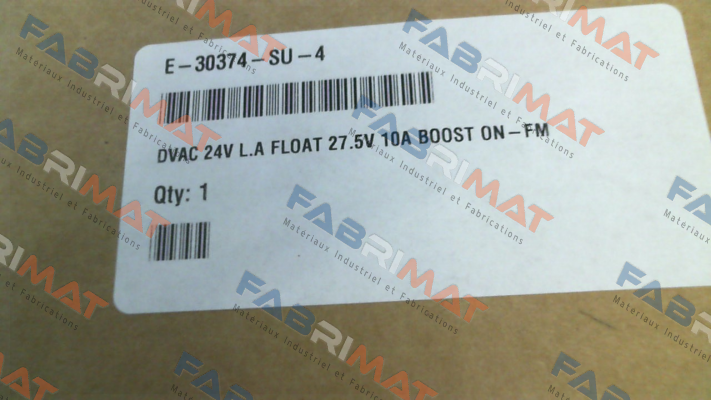 E-30374-SU-4
DVAC 24V L.A FLOAT 27.5V 10A BOOST ON-FM
Qty: 1
FABRIMAT
Materiaux Industriel et Fabrications